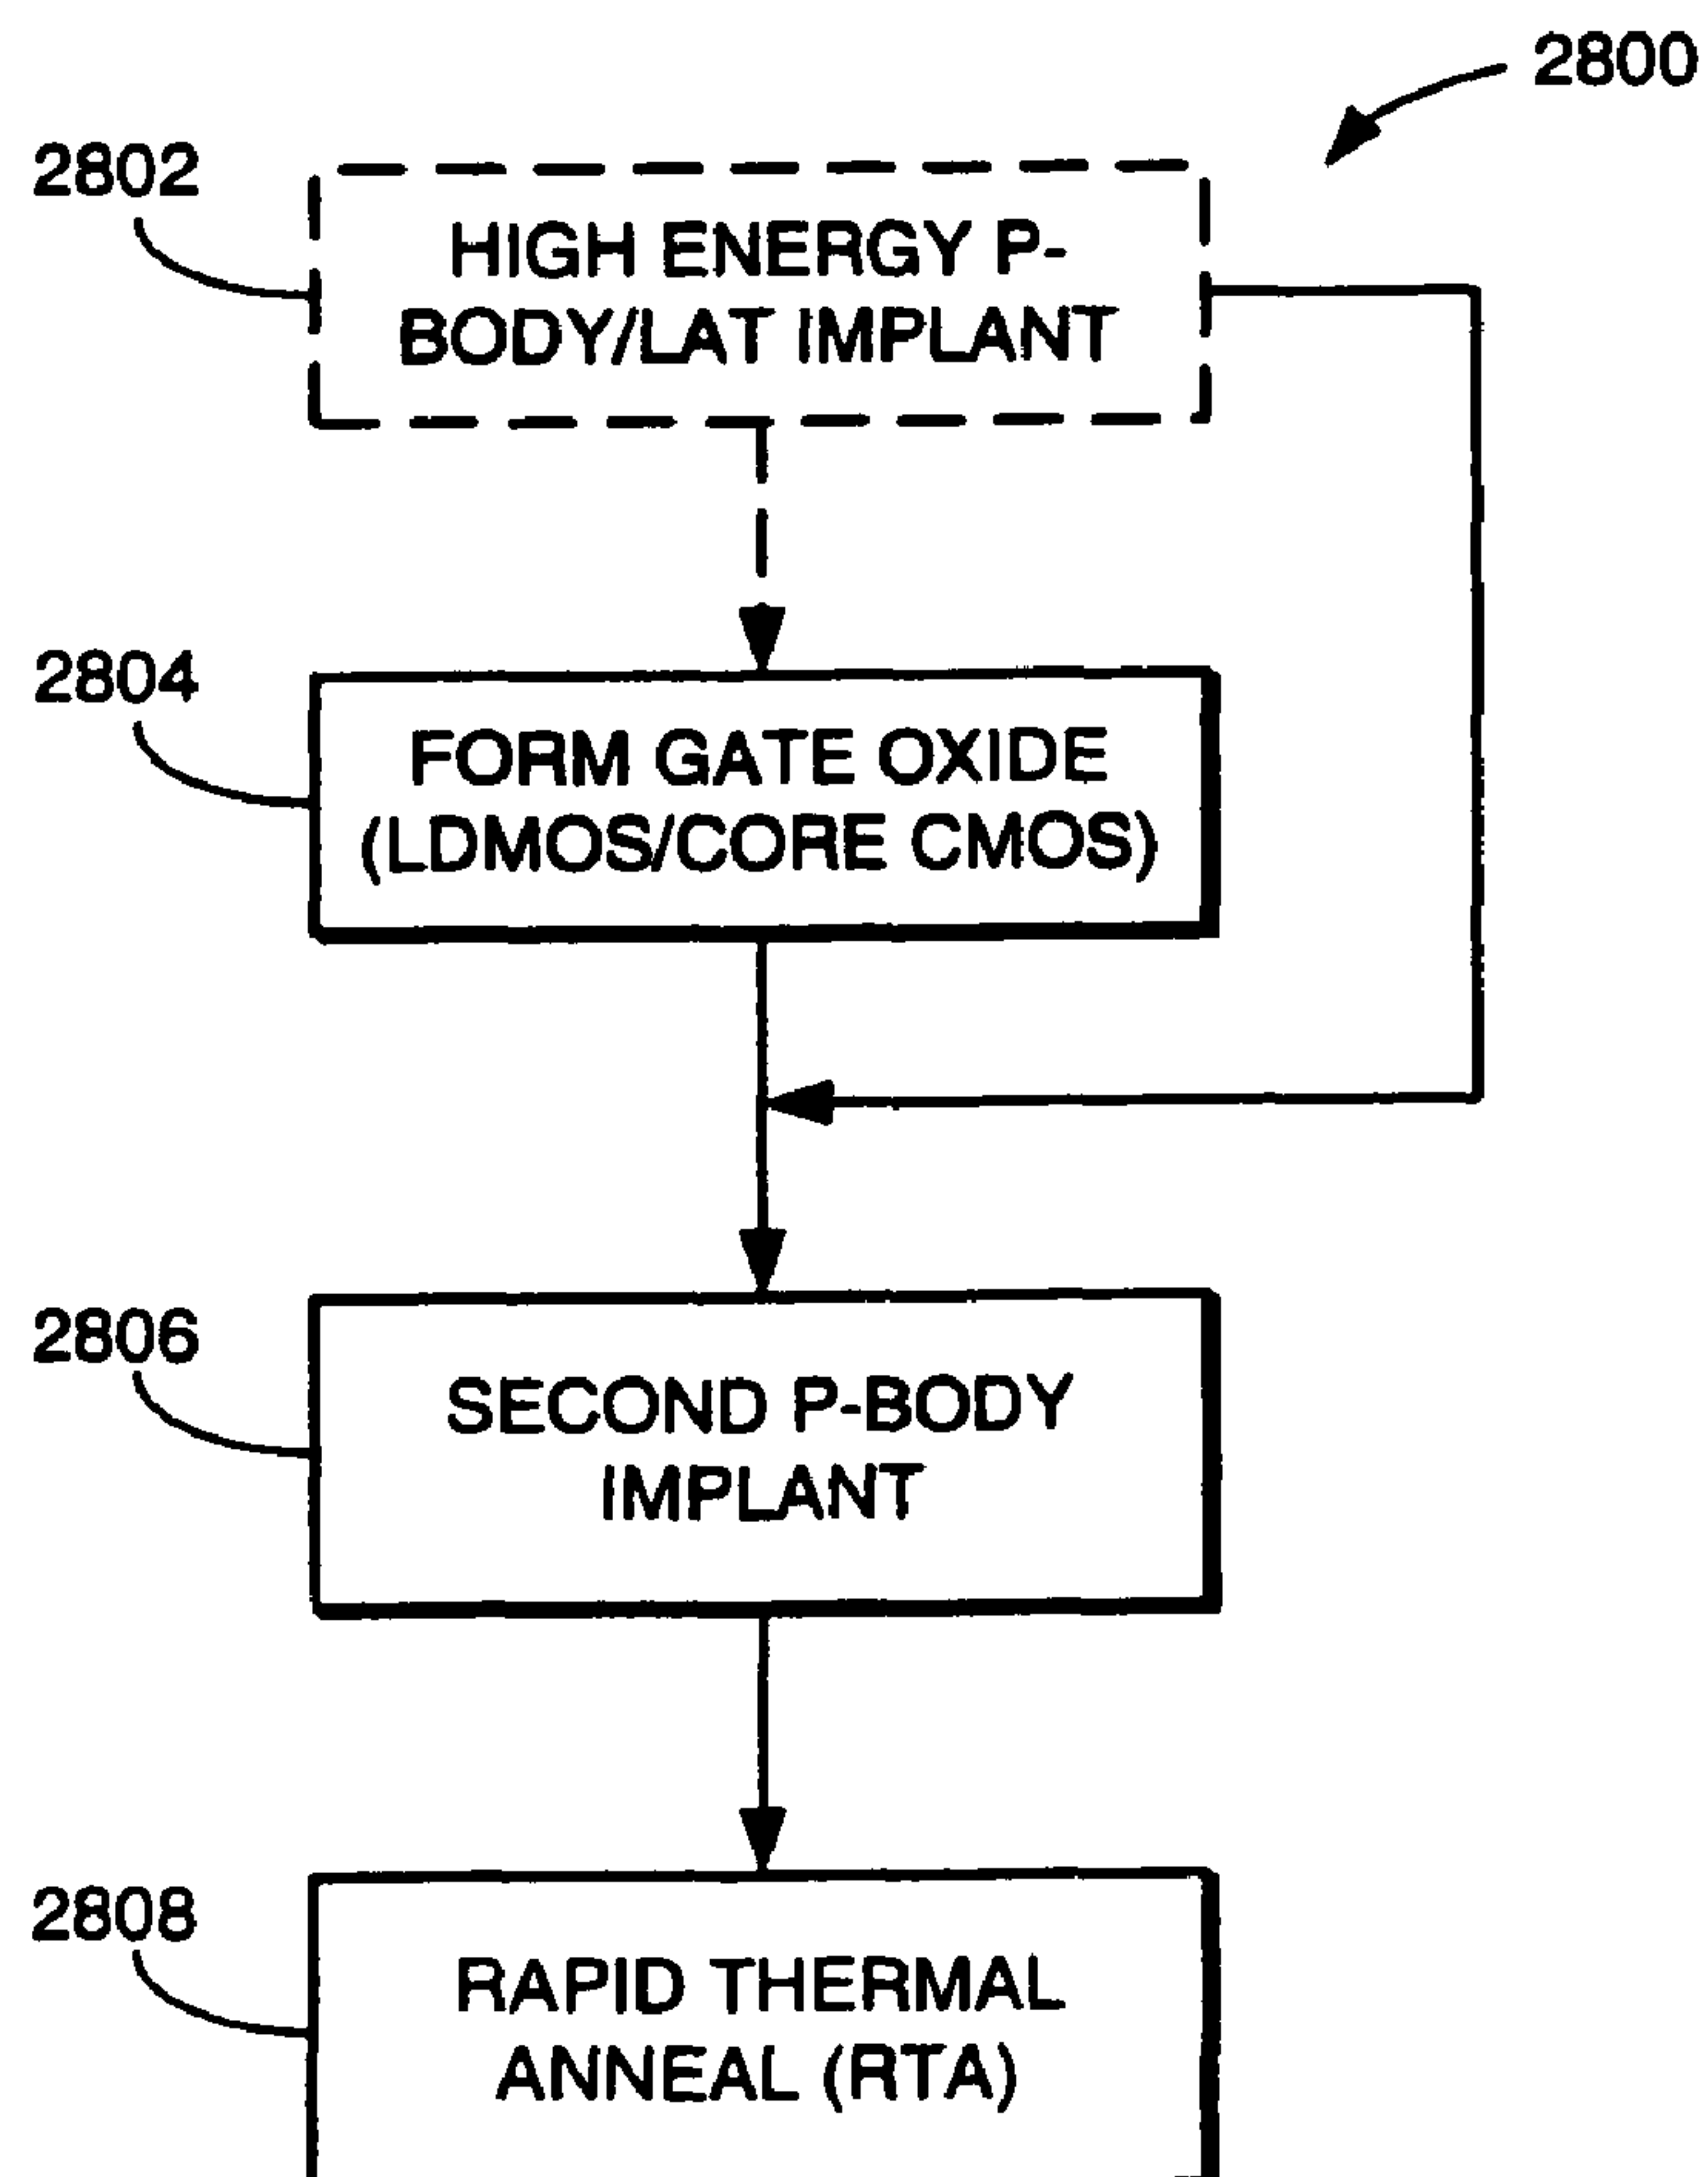 2800
2802
HIGH ENERGY P-
BODY/LAT IMPLANT
2804
FORM GATE OXIDE
(LDMOS/CORE CMOS)
2806
SECOND P-BODY
IMPLANT
2808
RAPID THERMAL
ANNEAL (RTA)